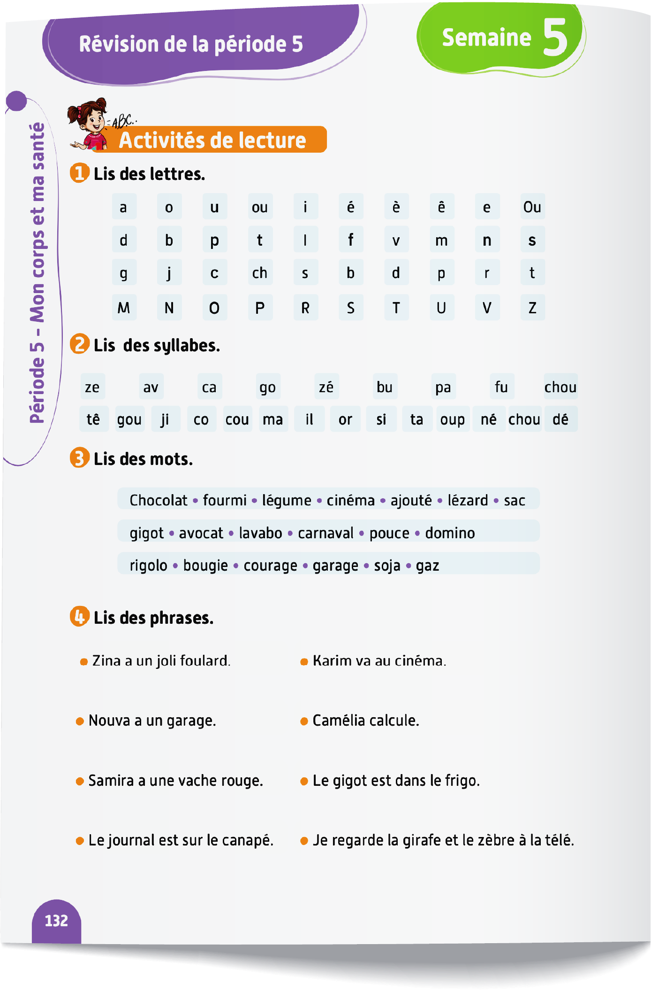 Révision de la période 5
Semaine 5
Période 5 – Mon corps et ma santé
A.B.C..
Activités de lecture
1 Lis des lettres.
a o u ou i é è ê e Ou
d b p t l f v m n s
g j c ch s b d p r t
M N O P R S T U V Z
2 Lis des syllabes.
ze av ca go zé bu pa fu chou
tê gou ji co cou ma il or si ta oup né chou dé
3 Lis des mots.
Chocolat • fourmi • légume • cinéma • ajouté • lézard • sac
gigot • avocat • lavabo • carnaval • pouce • domino
rigolo • bougie • courage • garage • soja • gaz
4 Lis des phrases.
• Zina a un joli foulard.
• Karim va au cinéma.
• Nouva a un garage.
• Camélia calcule.
• Samira a une vache rouge.
• Le gigot est dans le frigo.
• Le journal est sur le canapé.
• Je regarde la girafe et le zèbre à la télé.
132